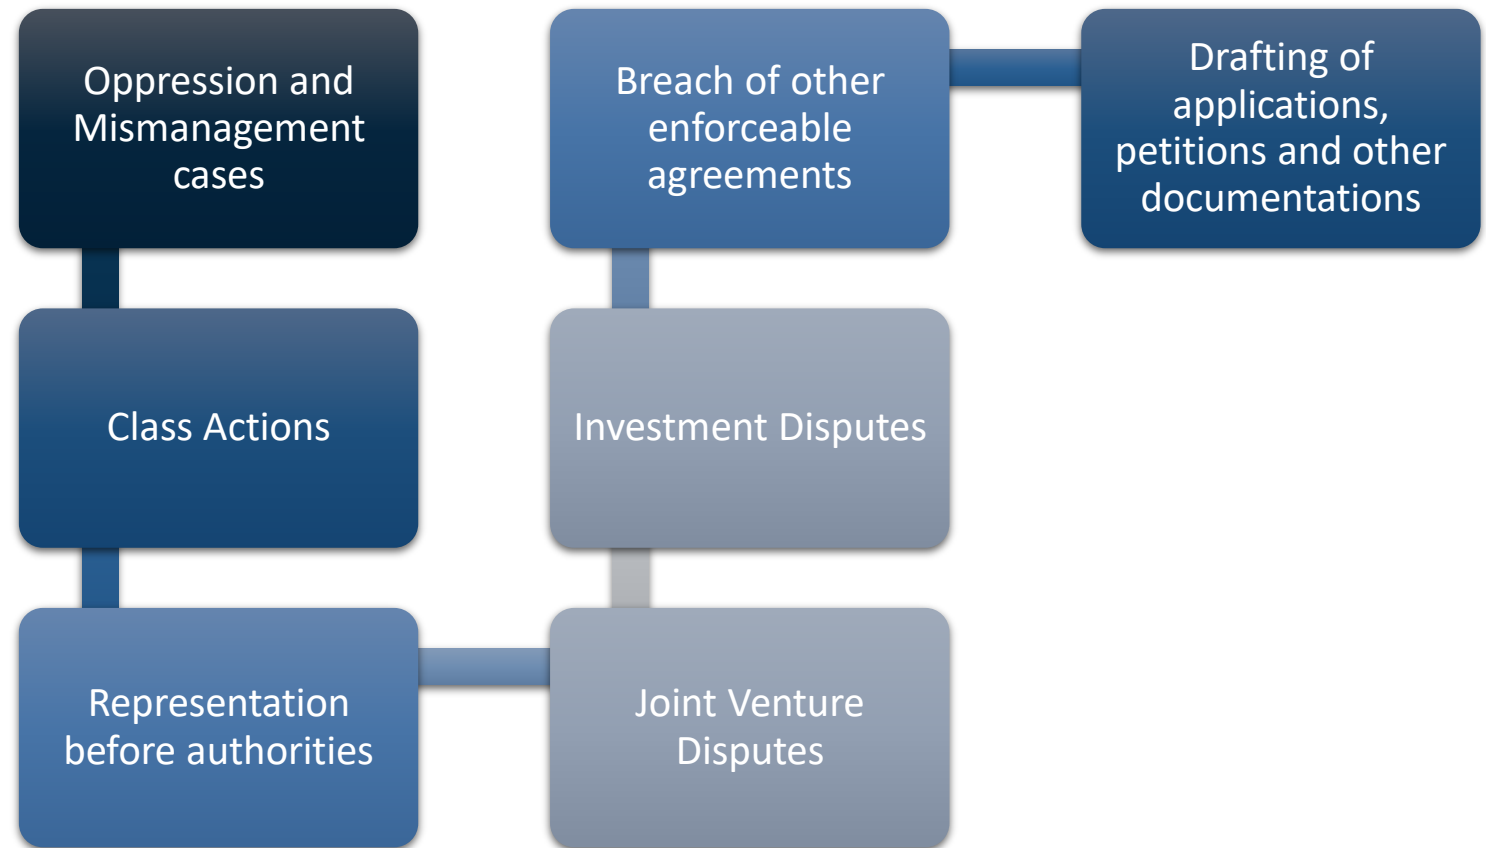 Oppression and
Mismanagement
cases
Class Actions
Representation
before authorities
Joint Venture
Disputes
Investment Disputes
Breach of other
enforceable
agreements
Drafting of
applications,
petitions and other
documentations